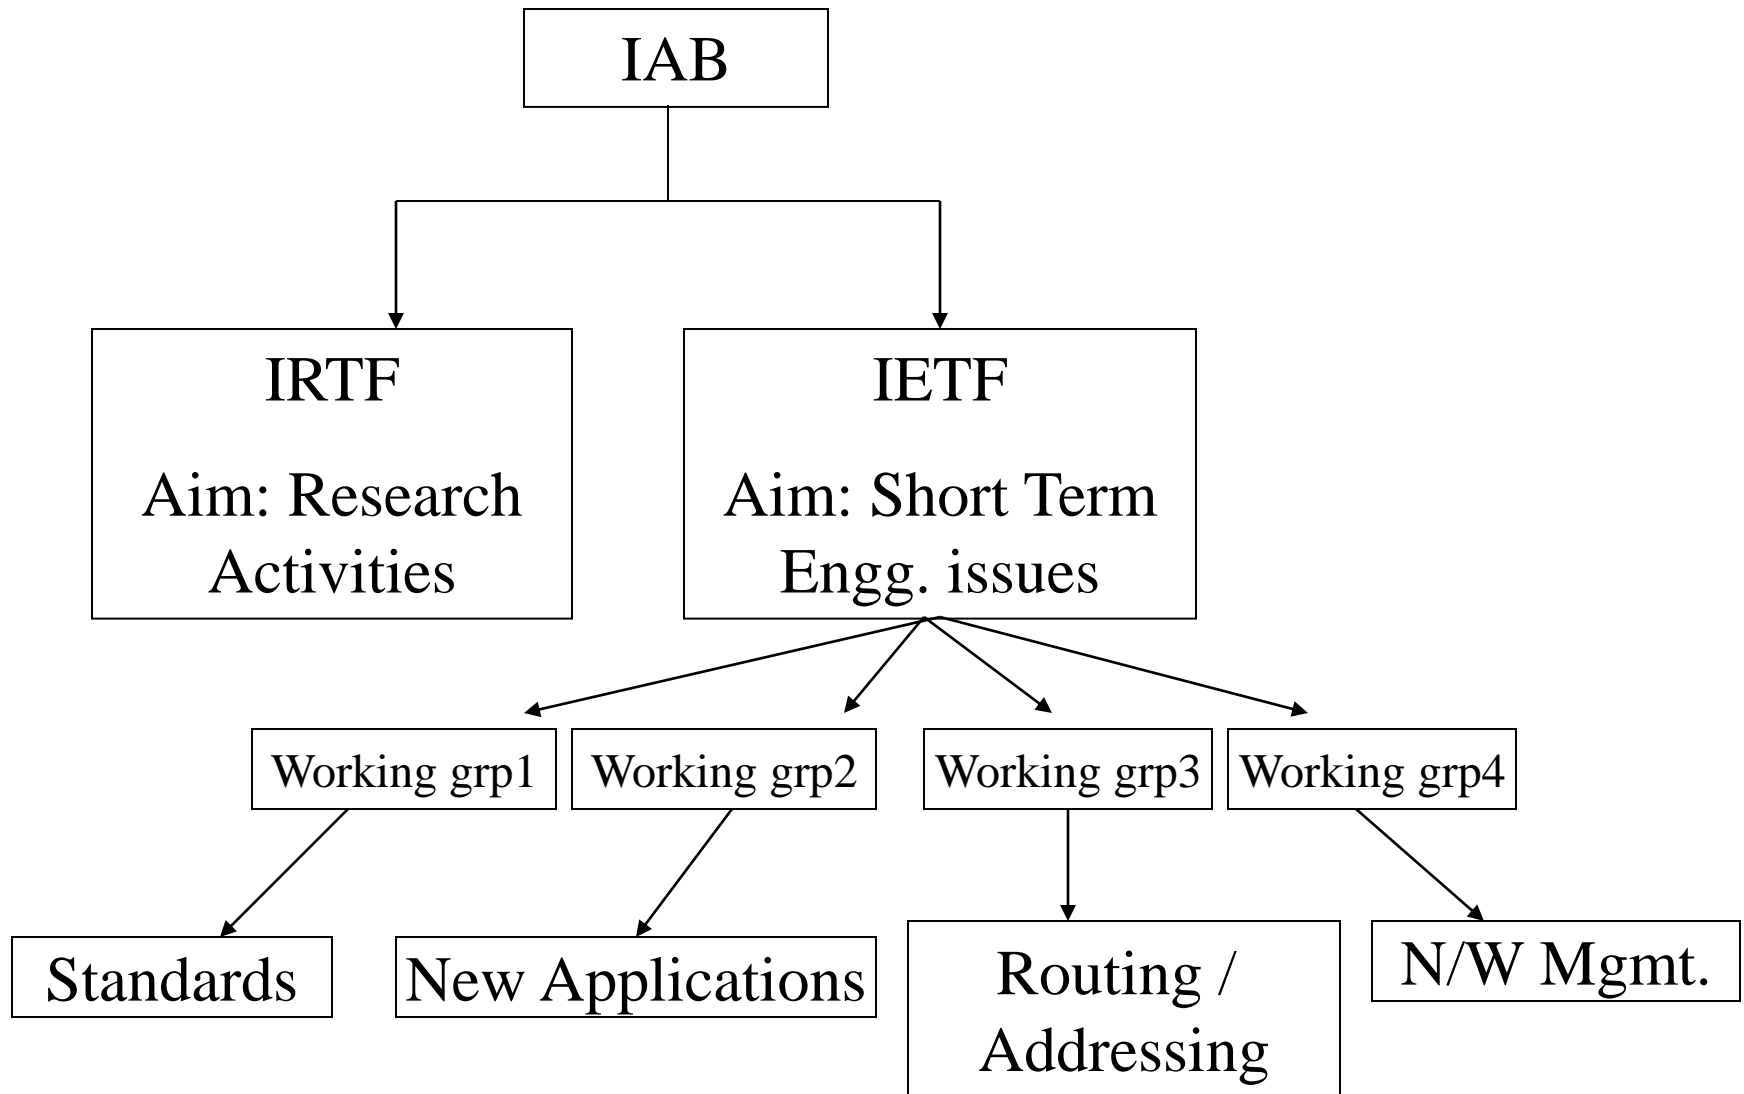 IAB
IRTF
Aim: Research
Activities
IETF
Aim: Short Term
Engg. issues
Working grp1
Working grp2
Working grp3
Working grp4
Standards
New Applications
Routing /
Addressing
N/W Mgmt.